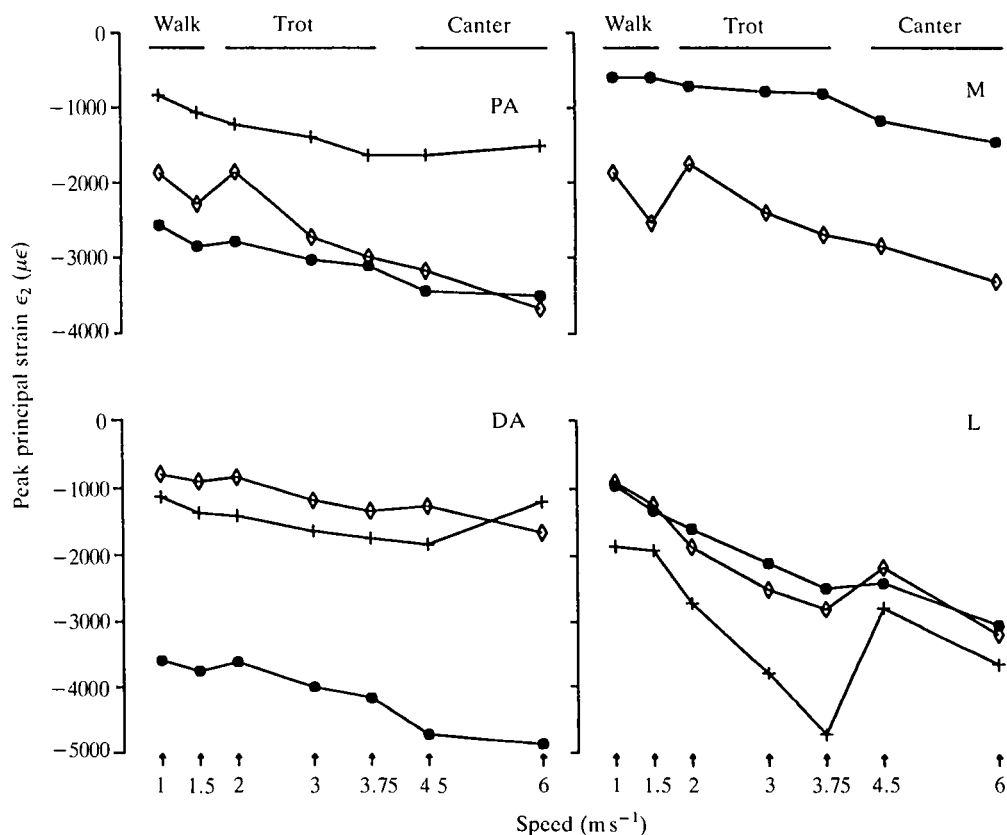 Walk Trot Canter Walk Trot Canter
0
PA M
−1000
−2000
−3000
−4000
Peak principal strain ϵ₂ (μϵ)
0
DA L
−1000
−2000
−3000
−4000
−5000
1 1.5 2 3 3.75 4 5 6 1 1.5 2 3 3.75 4.5 6
Speed (m s⁻¹)